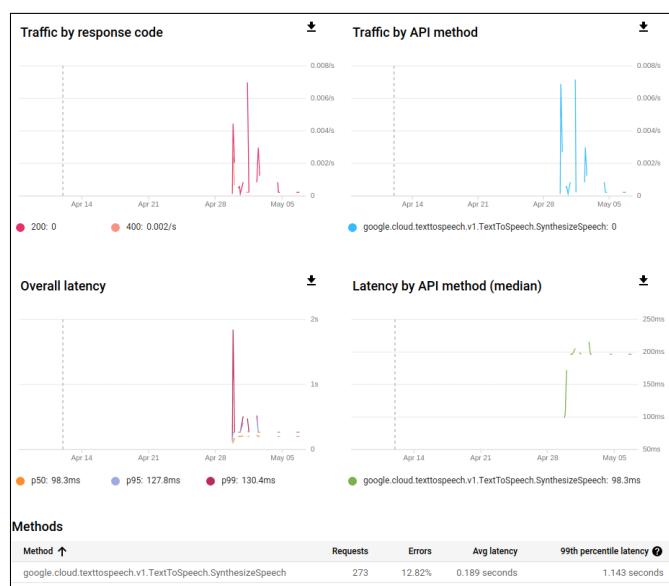 Traffic by response code
0.008/s
0.006/s
0.004/s
0.002/s
0
Apr 14 Apr 21 Apr 28 May 05
200: 0 400: 0.002/s
Traffic by API method
0.008/s
0.006/s
0.004/s
0.002/s
0
Apr 14 Apr 21 Apr 28 May 05
google.cloud.texttospeech.v1.TextToSpeech.SynthesizeSpeech: 0
Overall latency
2s
1s
0
Apr 14 Apr 21 Apr 28 May 05
p50: 98.3ms p95: 127.8ms p99: 130.4ms
Latency by API method (median)
250ms
200ms
150ms
100ms
50ms
Apr 14 Apr 21 Apr 28 May 05
google.cloud.texttospeech.v1.TextToSpeech.SynthesizeSpeech: 98.3ms
Methods
Method Requests Errors Avg latency 99th percentile latency ?
google.cloud.texttospeech.v1.TextToSpeech.SynthesizeSpeech 273 12.82% 0.189 seconds 1.143 seconds